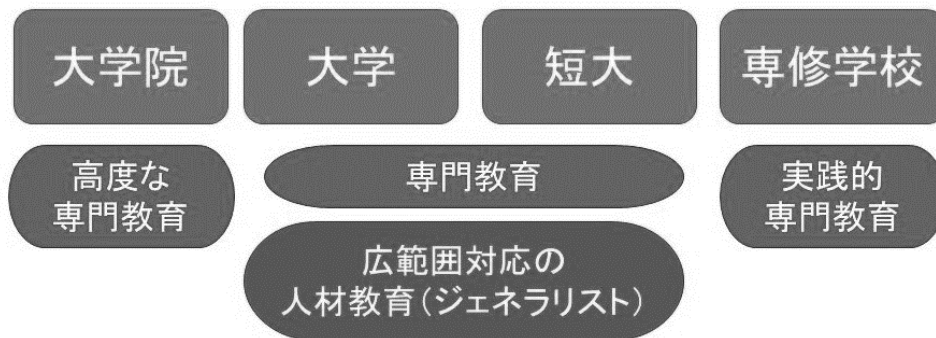 大学院
大学
短大
専修学校
高度な
専門教育
専門教育
実践的
専門教育
広範囲対応の
人材教育(ジェネラリスト)